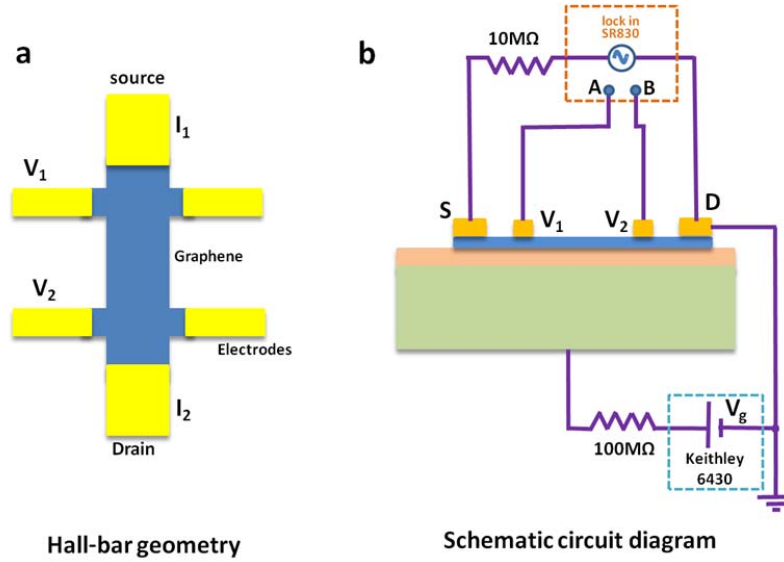 a
source
I₁
V₁
Graphene
V₂
Electrodes
I₂
Drain
Hall-bar geometry
b
lock in
SR830
10MΩ
A
B
S
V₁
V₂
D
100MΩ
V_g
Keithley
6430
Schematic circuit diagram